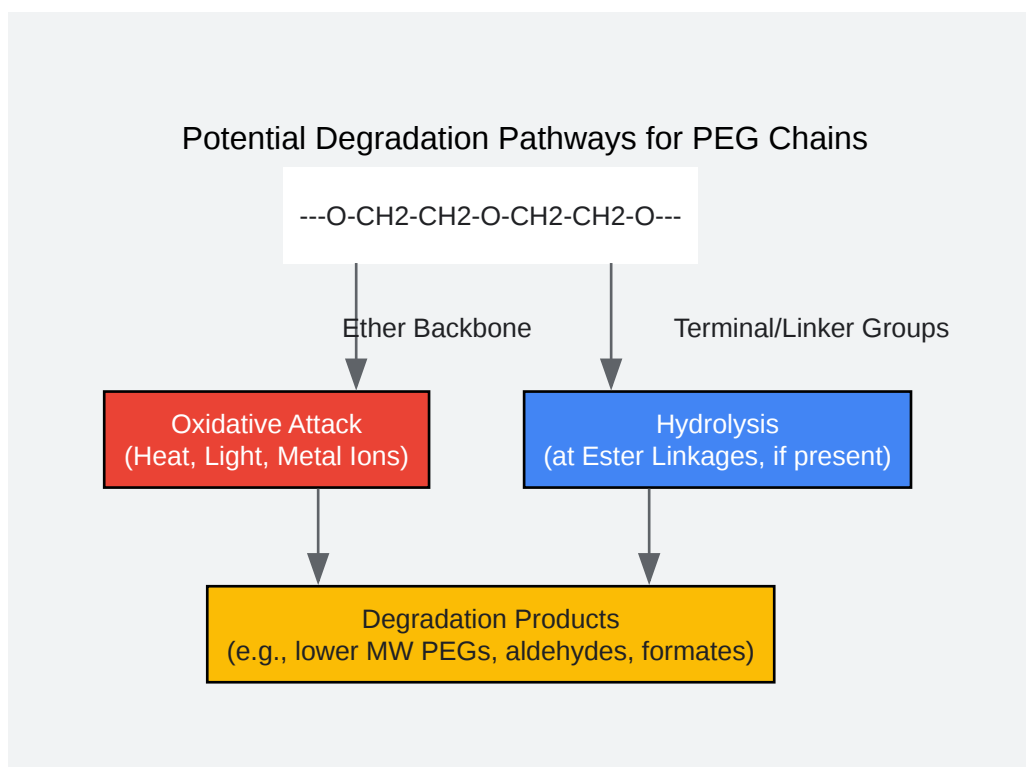 Potential Degradation Pathways for PEG Chains
---O-CH2-CH2-O-CH2-CH2-O---
Ether Backbone
Terminal/Linker Groups
Oxidative Attack
(Heat, Light, Metal Ions)
Hydrolysis
(at Ester Linkages, if present)
Degradation Products
(e.g., lower MW PEGs, aldehydes, formates)